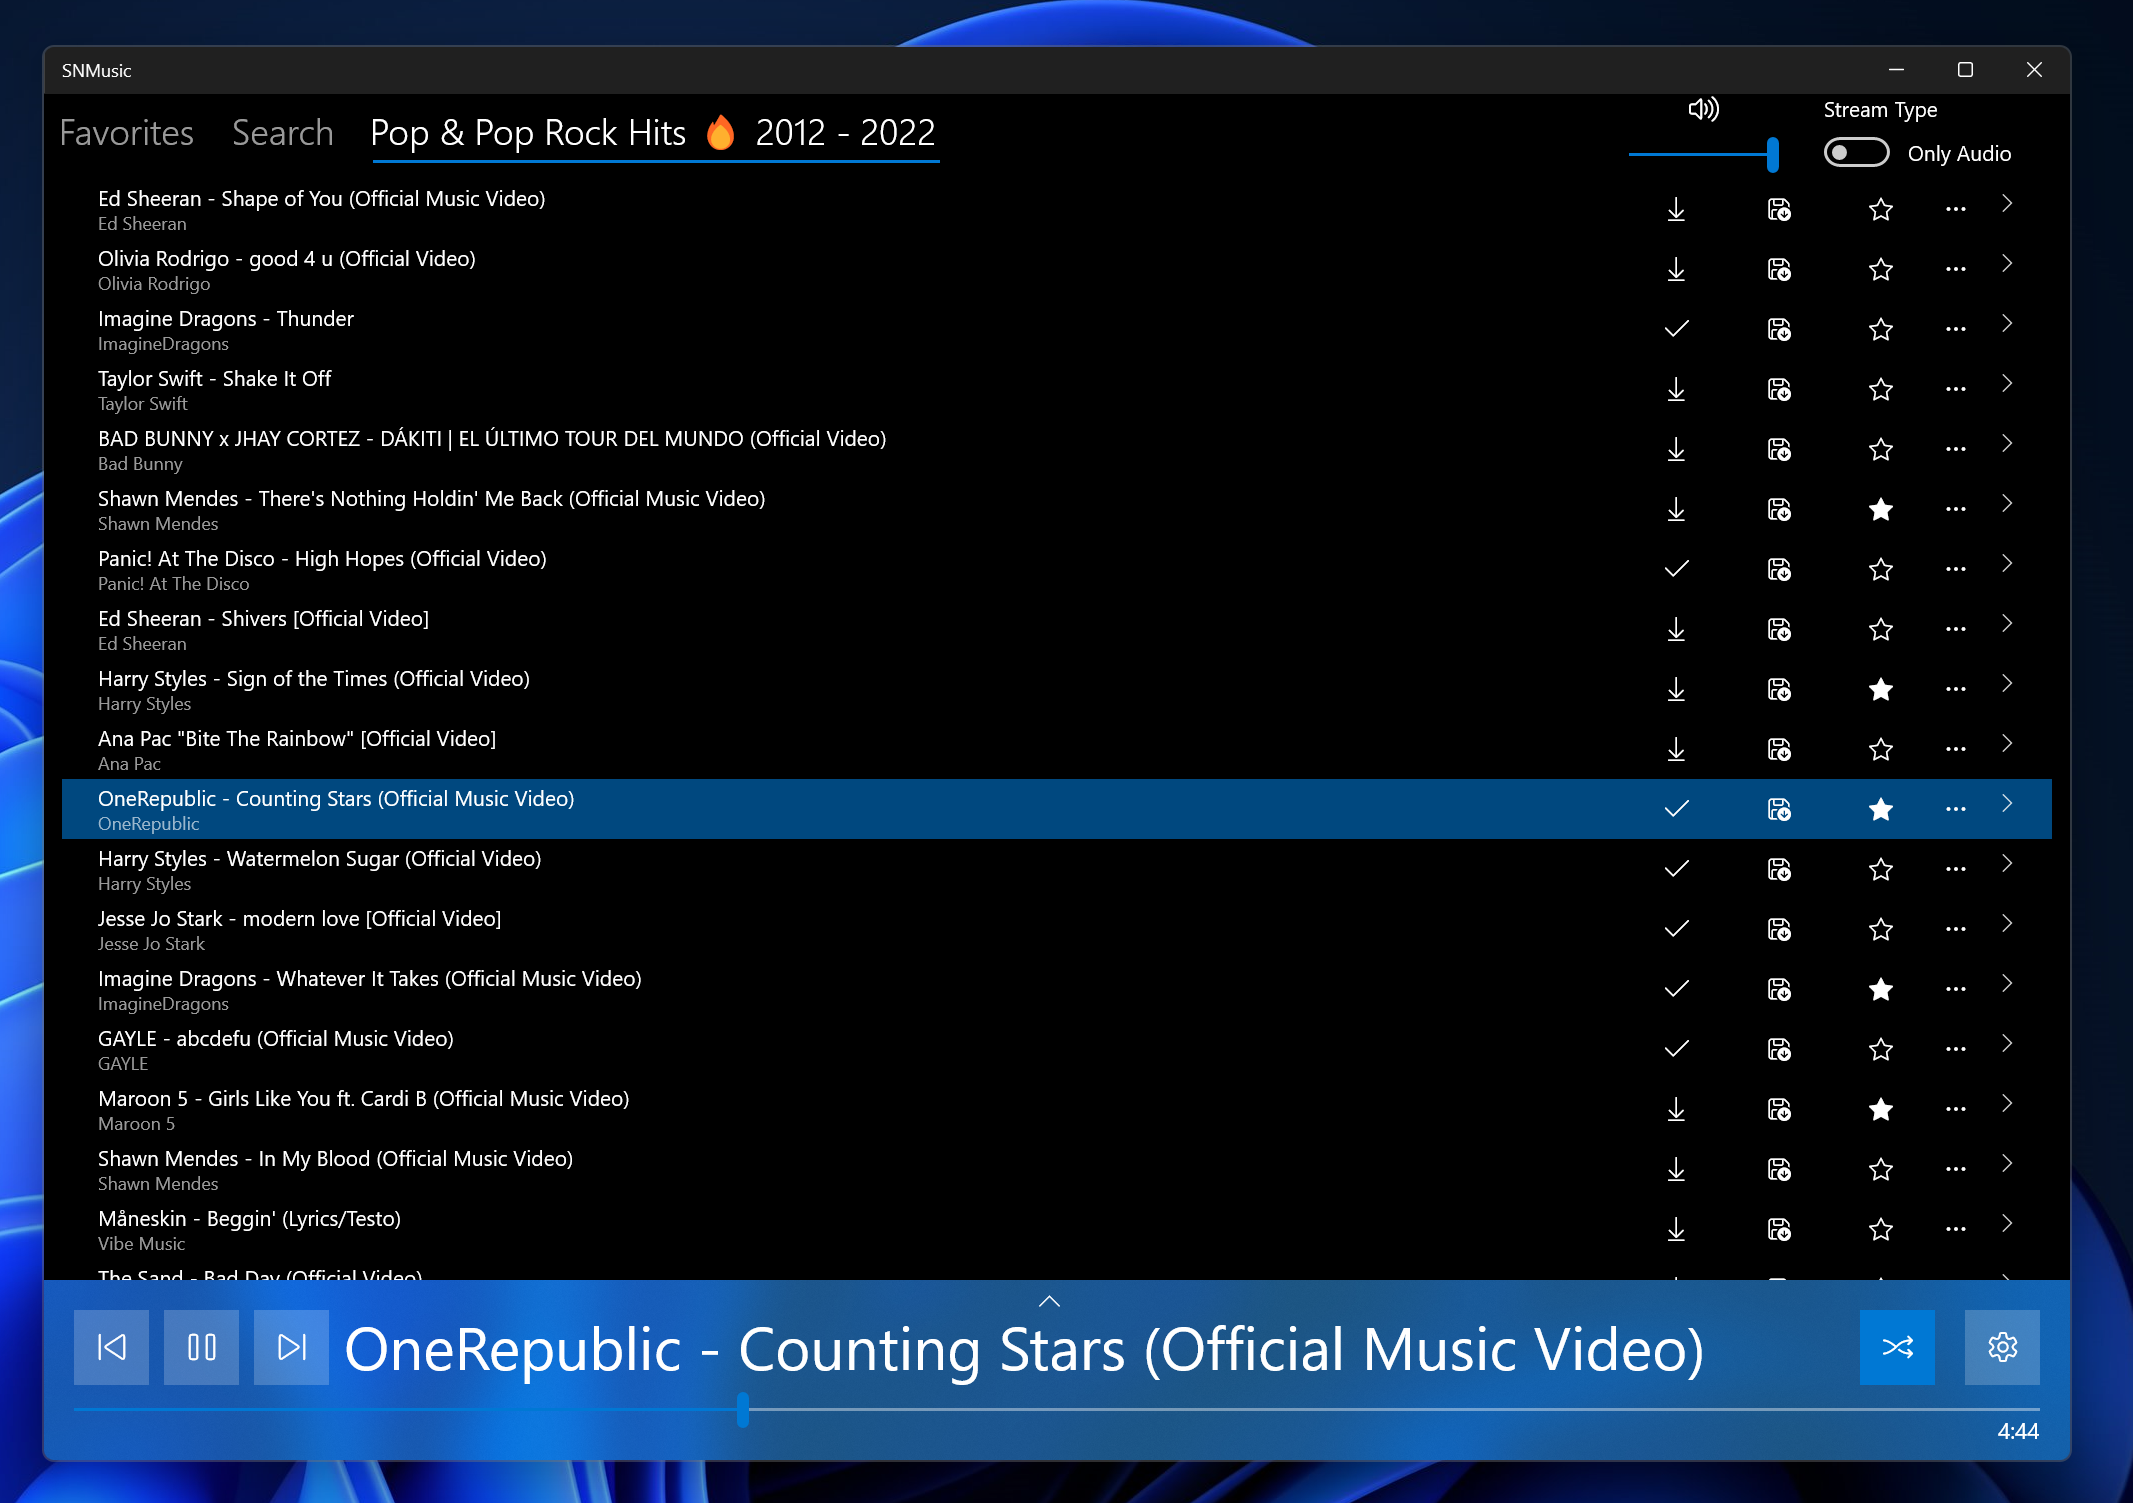 SNMusic
Favorites Search Pop & Pop Rock Hits 🔥 2012 - 2022
Stream Type
Only Audio
Ed Sheeran - Shape of You (Official Music Video)
Ed Sheeran
Olivia Rodrigo - good 4 u (Official Video)
Olivia Rodrigo
Imagine Dragons - Thunder
ImagineDragons
Taylor Swift - Shake It Off
Taylor Swift
BAD BUNNY x JHAY CORTEZ - DÁKITI | EL ÚLTIMO TOUR DEL MUNDO (Official Video)
Bad Bunny
Shawn Mendes - There's Nothing Holdin' Me Back (Official Music Video)
Shawn Mendes
Panic! At The Disco - High Hopes (Official Video)
Panic! At The Disco
Ed Sheeran - Shivers [Official Video]
Ed Sheeran
Harry Styles - Sign of the Times (Official Video)
Harry Styles
Ana Pac "Bite The Rainbow" [Official Video]
Ana Pac
OneRepublic - Counting Stars (Official Music Video)
OneRepublic
Harry Styles - Watermelon Sugar (Official Video)
Harry Styles
Jesse Jo Stark - modern love [Official Video]
Jesse Jo Stark
Imagine Dragons - Whatever It Takes (Official Music Video)
ImagineDragons
GAYLE - abcdefu (Official Music Video)
GAYLE
Maroon 5 - Girls Like You ft. Cardi B (Official Music Video)
Maroon 5
Shawn Mendes - In My Blood (Official Music Video)
Shawn Mendes
Måneskin - Beggin' (Lyrics/Testo)
Vibe Music
The Sand - Bad Day (Official Video)
OneRepublic - Counting Stars (Official Music Video)
4:44